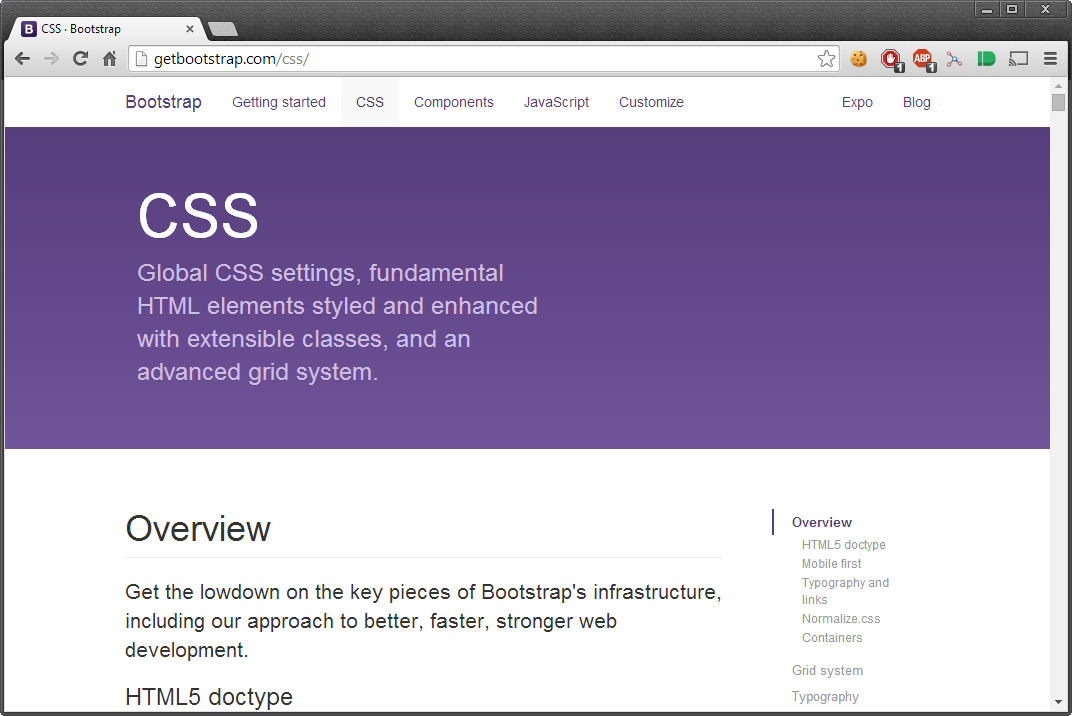 B CSS · Bootstrap
getbootstrap.com/css/
1
ABP
1
Bootstrap Getting started CSS Components JavaScript Customize Expo Blog
CSS
Global CSS settings, fundamental
HTML elements styled and enhanced
with extensible classes, and an
advanced grid system.
Overview
Get the lowdown on the key pieces of Bootstrap's infrastructure,
including our approach to better, faster, stronger web
development.
HTML5 doctype
Overview
HTML5 doctype
Mobile first
Typography and
links
Normalize.css
Containers
Grid system
Typography